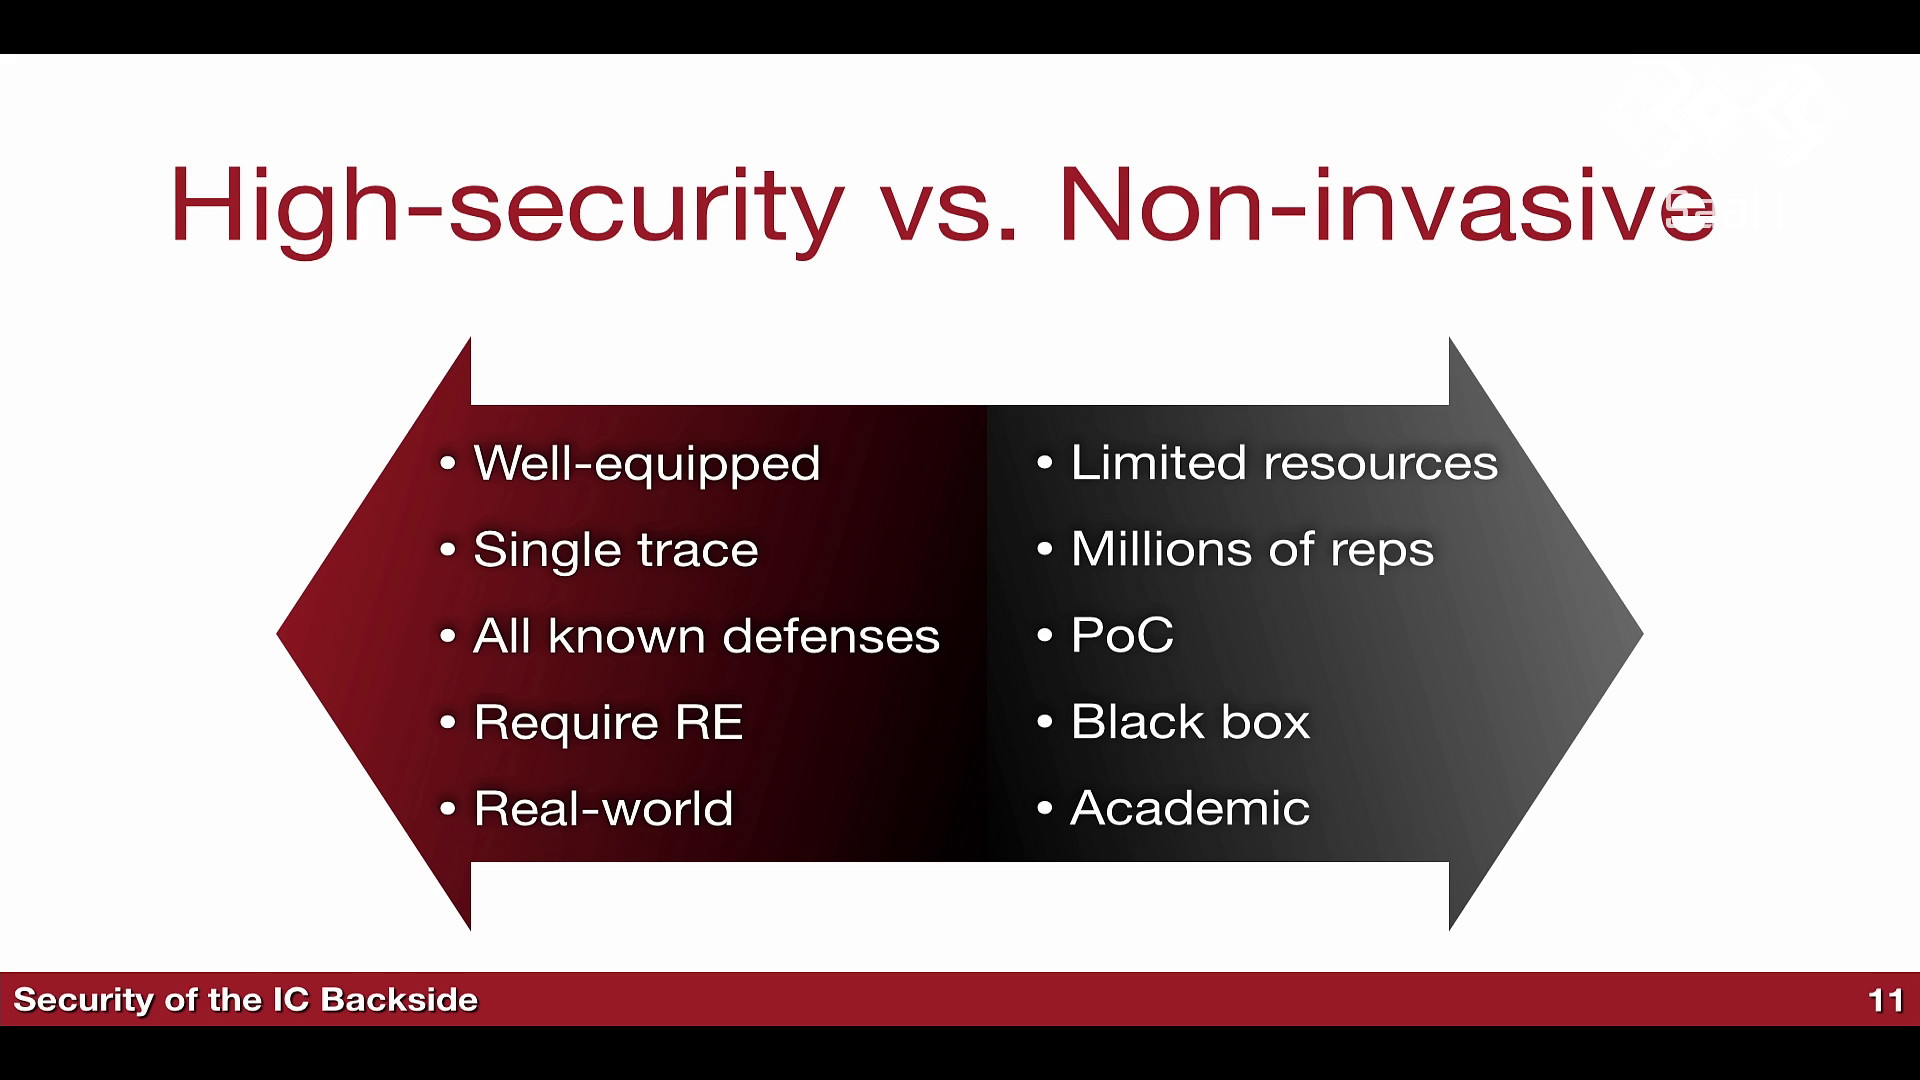 High-security vs. Non-invasive
• Well-equipped
• Single trace
• All known defenses
• Require RE
• Real-world
• Limited resources
• Millions of reps
• PoC
• Black box
• Academic
Security of the IC Backside
11